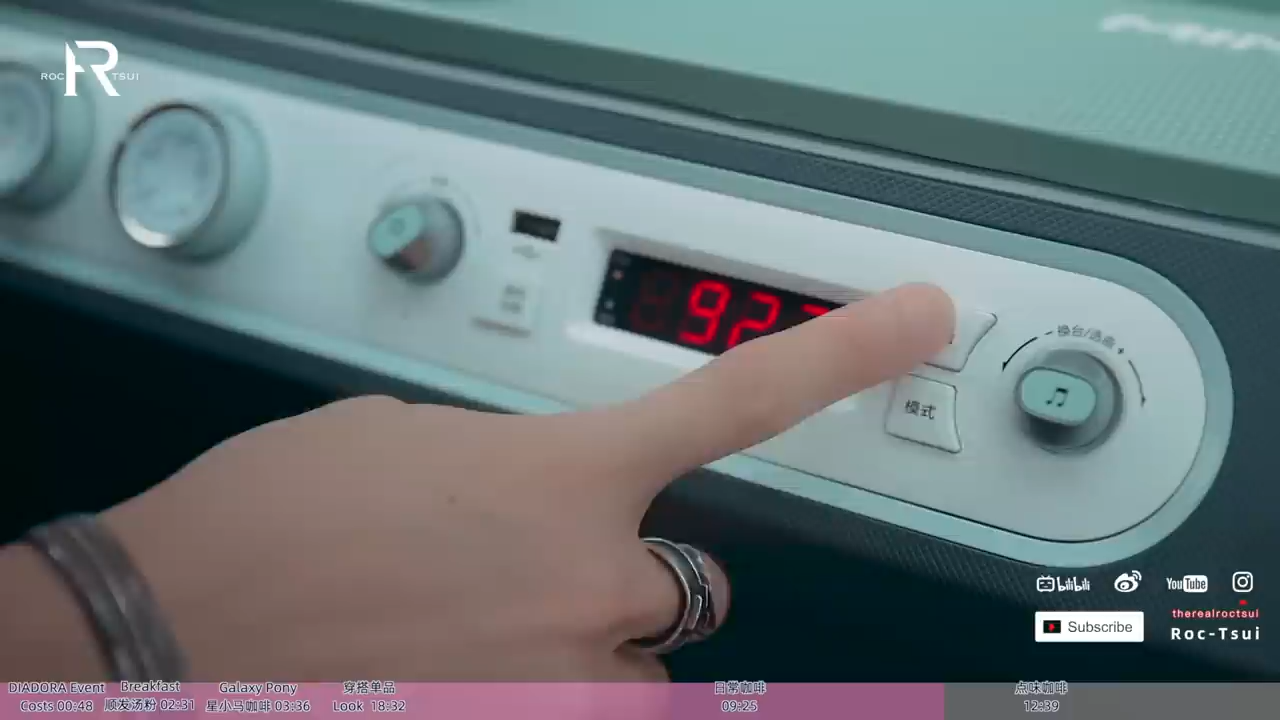 ROC R TSUI
927
换台/选曲 +
模式
bilibili
YouTube
therealroctsui
Subscribe
Roc-Tsui
DIADORA Event
Costs 00:48
Breakfast
顺发汤粉 02:31
Galaxy Pony
星小马咖啡 03:36
穿搭单品
Look 18:32
日常咖啡
09:25
点味咖啡
12:39